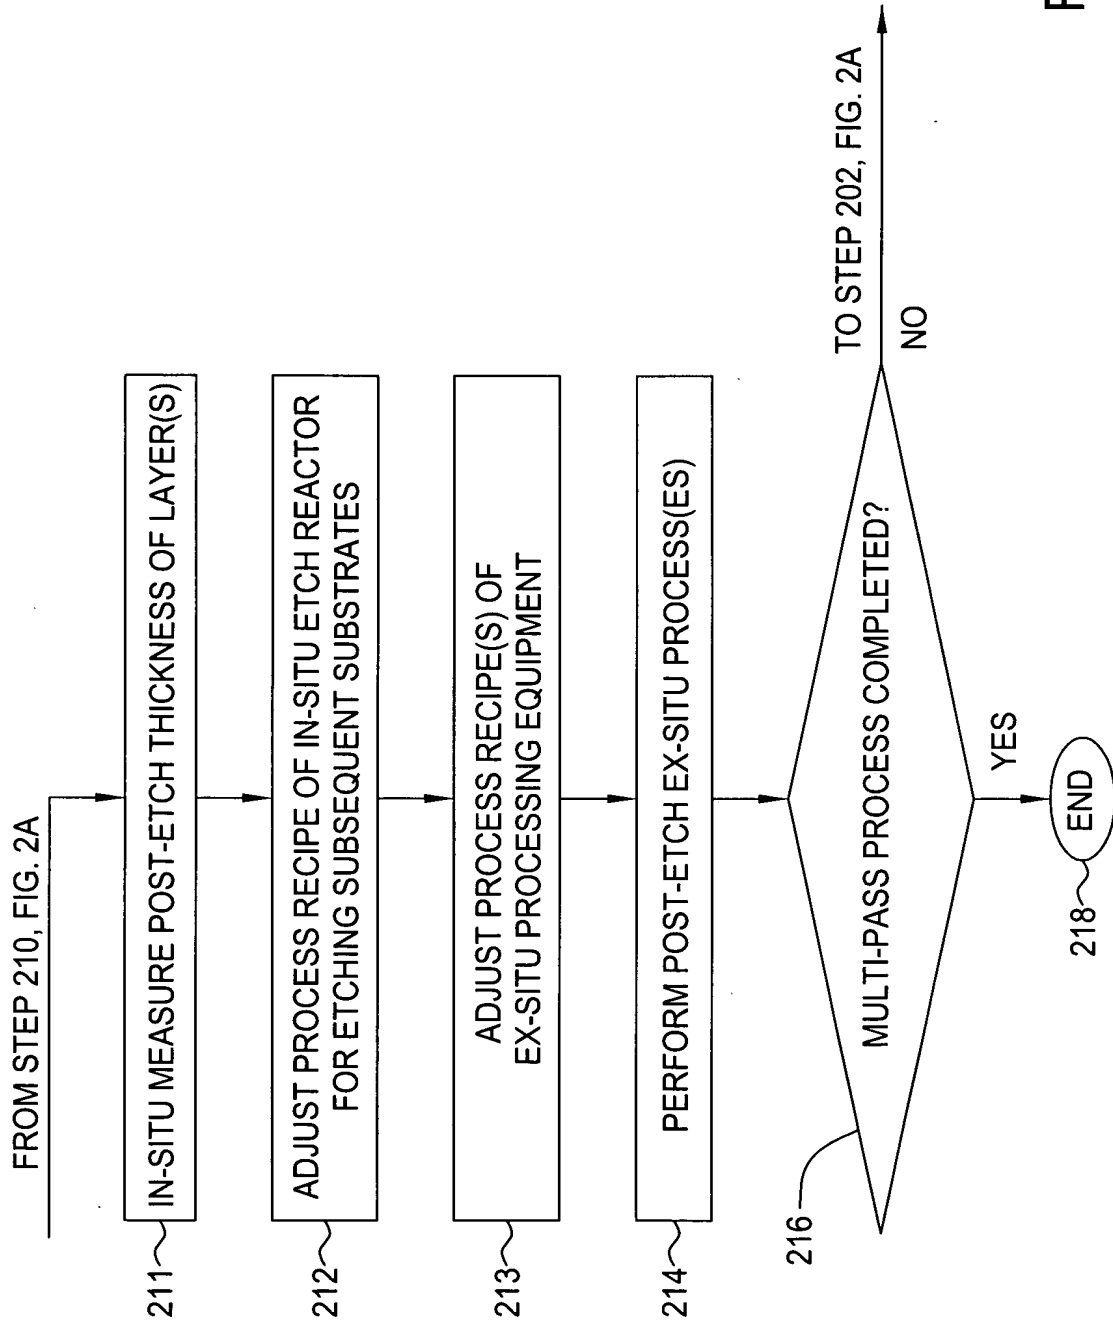 FROM STEP 210, FIG. 2A
211
IN-SITU MEASURE POST-ETCH THICKNESS OF LAYER(S)
212
ADJUST PROCESS RECIPE OF IN-SITU ETCH REACTOR
FOR ETCHING SUBSEQUENT SUBSTRATES
213
ADJUST PROCESS RECIPE(S) OF
EX-SITU PROCESSING EQUIPMENT
214
PERFORM POST-ETCH EX-SITU PROCESS(ES)
216
MULTI-PASS PROCESS COMPLETED?
TO STEP 202, FIG. 2A
NO
YES
218
END